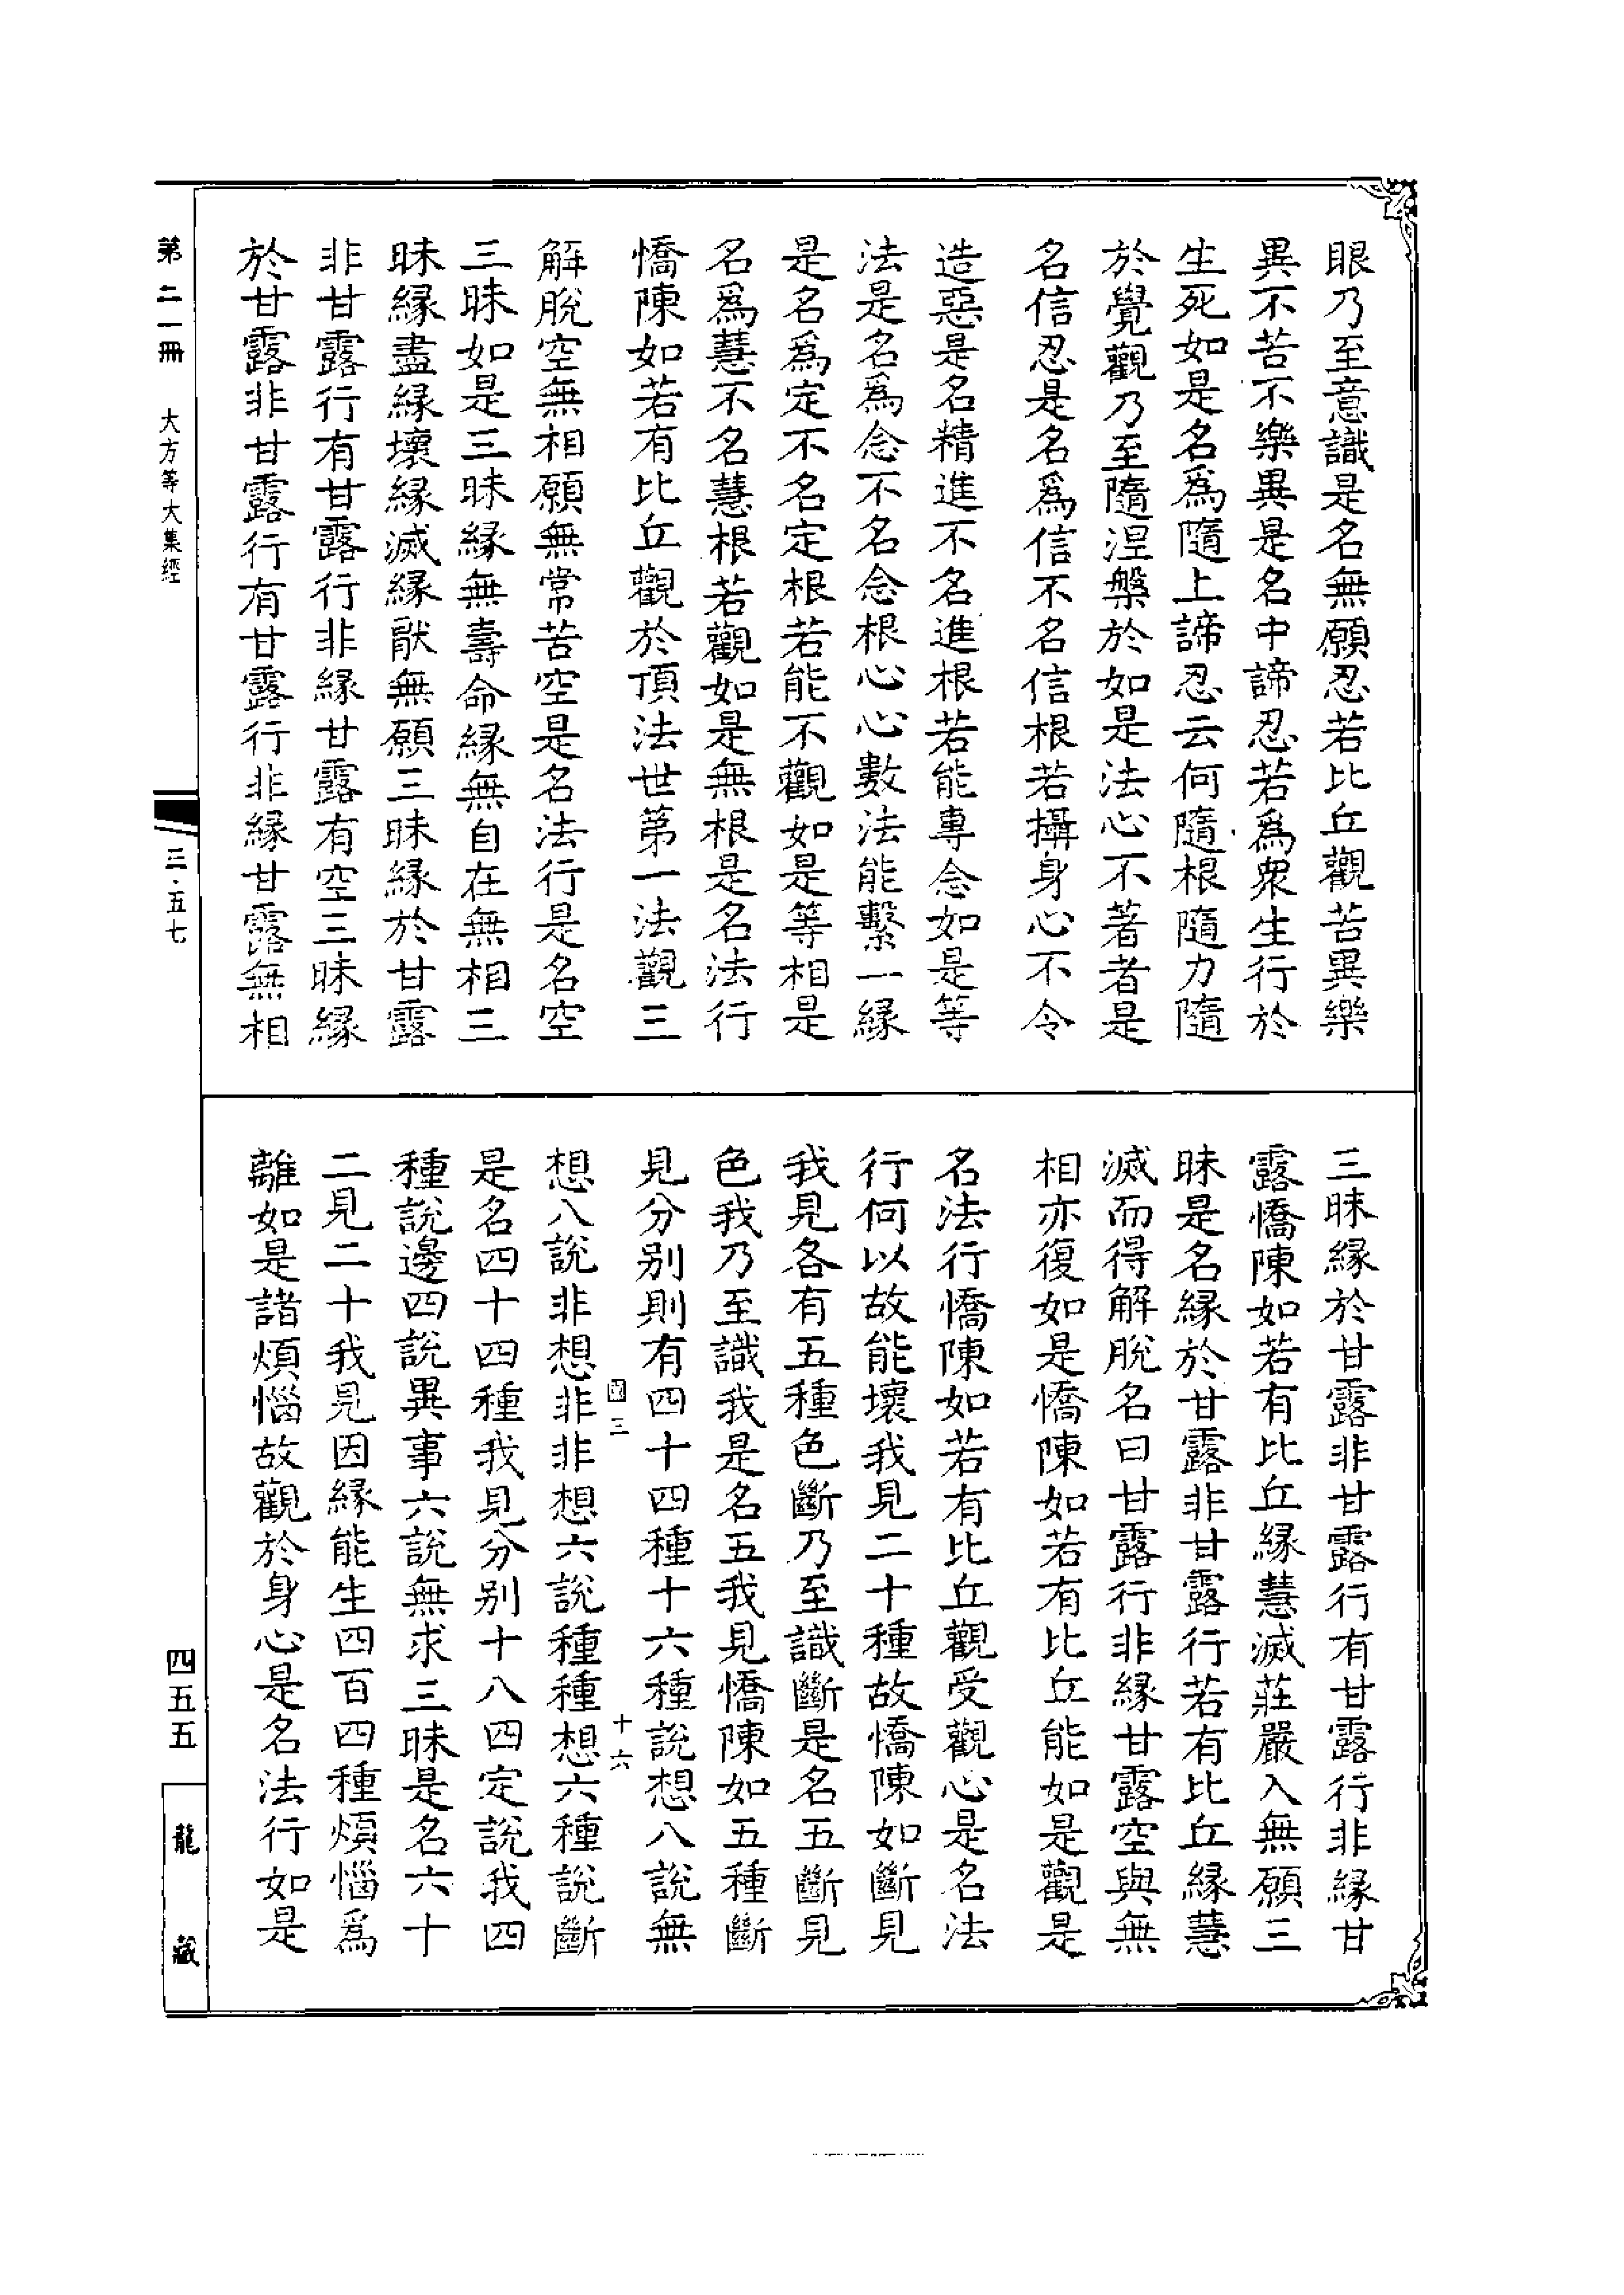 眼乃至意識是名無願忍若比丘觀苦異樂
異不苦不樂異是名中諦忍若爲衆生行於
生死如是名爲隨上諦忍云何隨根隨力隨
於覺觀乃至隨涅槃於如是法心不著者是
名信忍是名爲信不名信根若攝身心不令
造惡是名精進不名進根若能專念如是等
法是名爲念不名念根心心數法能繫一緣
是名爲定不名定根若能不觀如是等相是
名爲慧不名慧根若觀如是無根是名法行
憍陳如若有比丘觀於頂法世第一法觀三
解脫空無相願無常苦空是名法行是名空
三昧如是三昧緣無壽命緣無自在無相三
昧緣盡緣壞緣滅緣猒無願三昧緣於甘露
非甘露行有甘露行非緣甘露有空三昧緣
於甘露非甘露行有甘露行非緣甘露無相
三昧緣於甘露非甘露行有甘露行非緣甘
露憍陳如若有比丘緣慧滅莊嚴入無願三
昧是名緣於甘露非甘露行若有比丘緣慧
滅而得解脫名曰甘露行非緣甘露空與無
相亦復如是憍陳如若有比丘能如是觀是
名法行憍陳如若有比丘觀受觀心是名法
行何以故能壞我見二十種故憍陳如斷見
我見各有五種色斷乃至識斷是名五斷見
色我乃至識我是名五我見憍陳如五種斷
見分別則有四十四種十六種說想八說無
圖三
十六
想八說非想非非想六說種種想六種說斷
是名四十四種我見分別十八四定說我四
種說邊四說異事六說無求三昧是名六十
二見二十我見因緣能生四百四種煩惱爲
離如是諸煩惱故觀於身心是名法行如是
第二一冊
大方等大集經
三·五七
四五五
龍藏